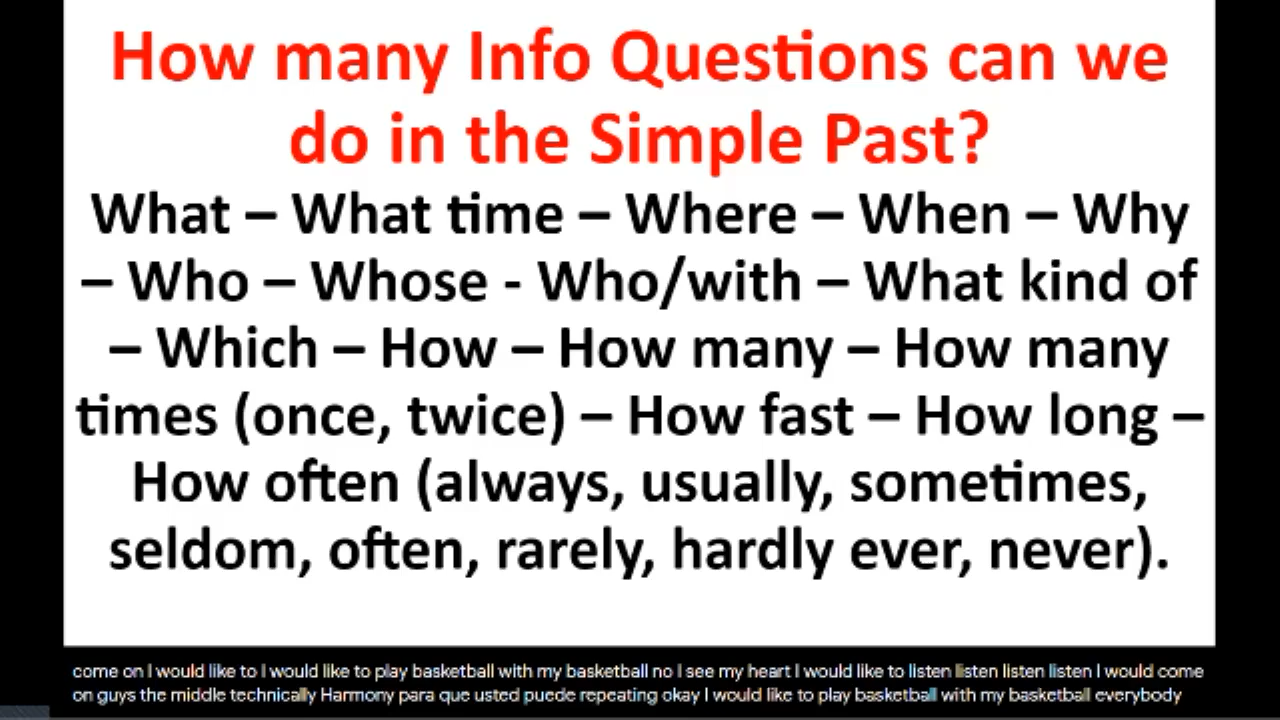 How many Info Questions can we
do in the Simple Past?
What – What time – Where – When – Why
– Who – Whose - Who/with – What kind of
– Which – How – How many – How many
times (once, twice) – How fast – How long –
How often (always, usually, sometimes,
seldom, often, rarely, hardly ever, never).
come on I would like to I would like to play basketball with my basketball no I see my heart I would like to listen listen listen listen I would come
on guys the middle technically Harmony para que usted puede repeating okay I would like to play basketball with my basketball everybody